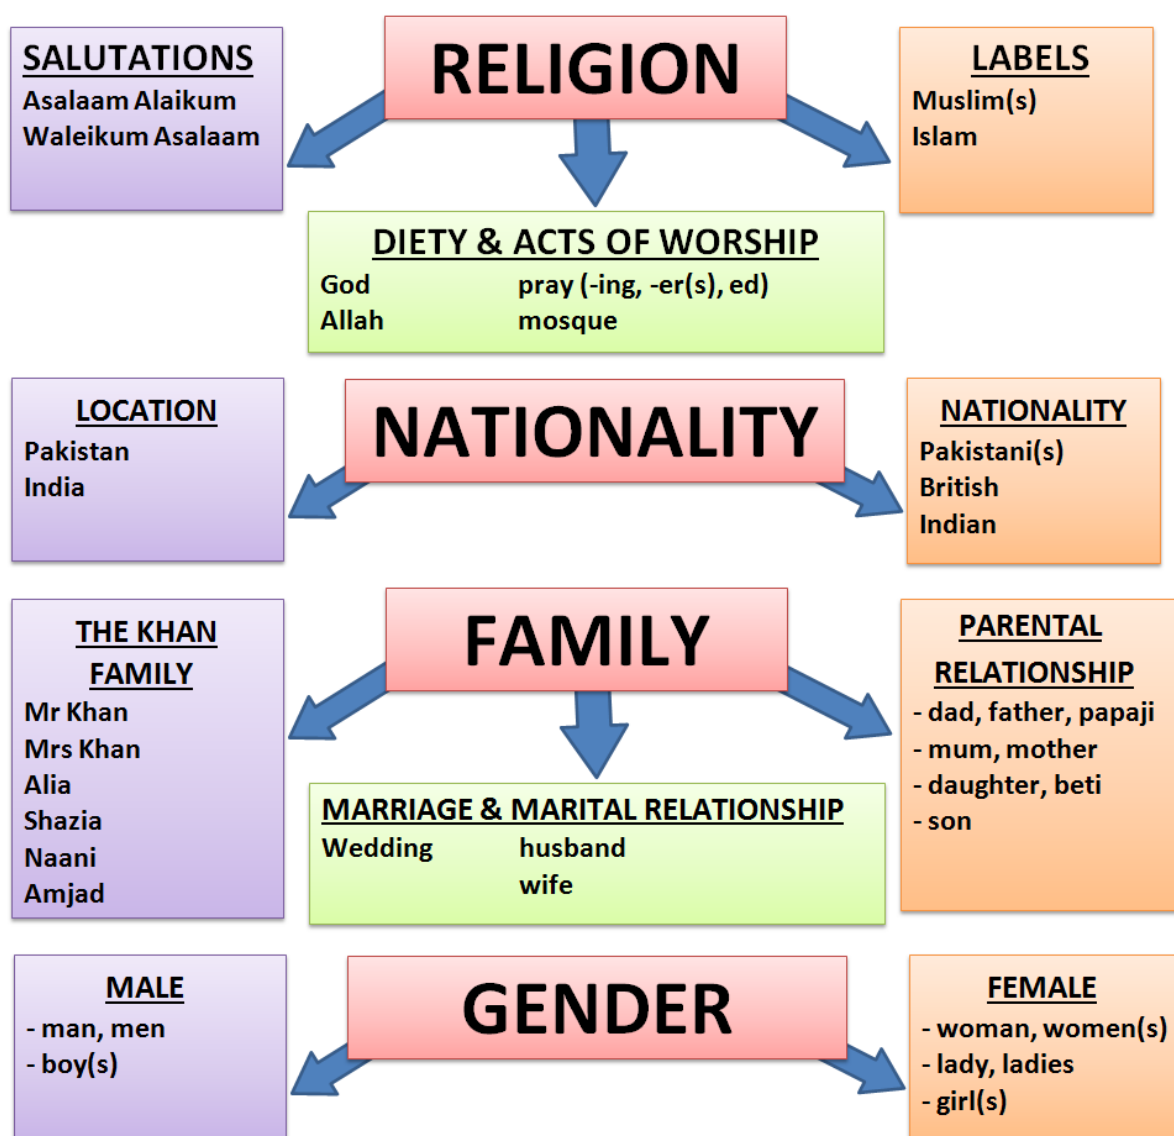 RELIGION
SALUTATIONS
Asalaam Alaikum
Waleikum Asalaam
LABELS
Muslim(s)
Islam
DIETY & ACTS OF WORSHIP
God pray (-ing, -er(s), ed)
Allah mosque
NATIONALITY
LOCATION
Pakistan
India
NATIONALITY
Pakistani(s)
British
Indian
FAMILY
THE KHAN
FAMILY
Mr Khan
Mrs Khan
Alia
Shazia
Naani
Amjad
PARENTAL
RELATIONSHIP
- dad, father, papaji
- mum, mother
- daughter, beti
- son
MARRIAGE & MARITAL RELATIONSHIP
Wedding husband
wife
GENDER
MALE
- man, men
- boy(s)
FEMALE
- woman, women(s)
- lady, ladies
- girl(s)